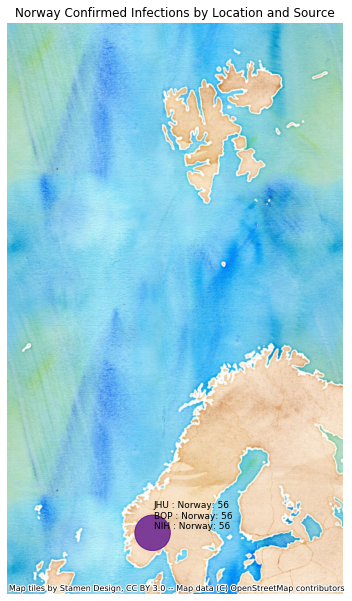 Norway Confirmed Infections by Location and Source
JHU : Norway: 56
BOP : Norway: 56
NIH : Norway: 56
Map tiles by Stamen Design, CC BY 3.0 -- Map data (C) OpenStreetMap contributors